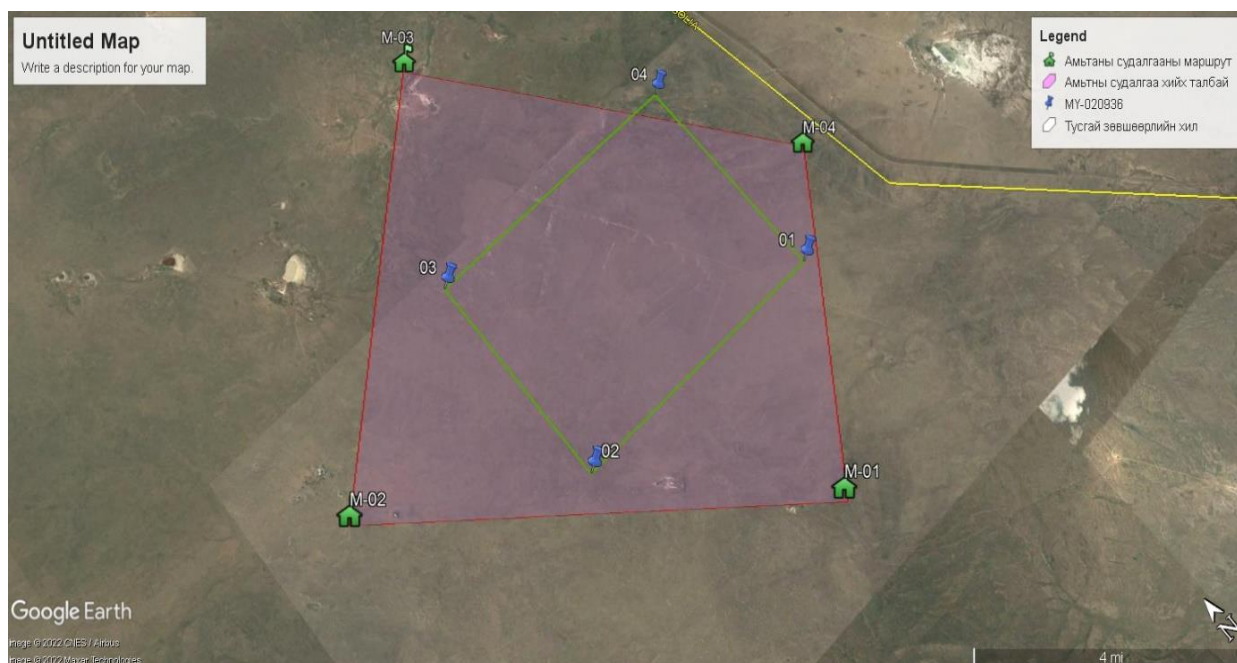 Untitled Map
Write a description for your map.
Legend
Амьтаны судалгааны маршрут
Амьтны судалгаа хийх талбай
MY-020936
Тусгай зөвшөөрлийн хил
M-03
04
M-04
01
03
02
M-01
M-02
Google Earth
Image © 2022 CNES / Airbus
Image © 2022 Maxar Technologies
4 mi
N